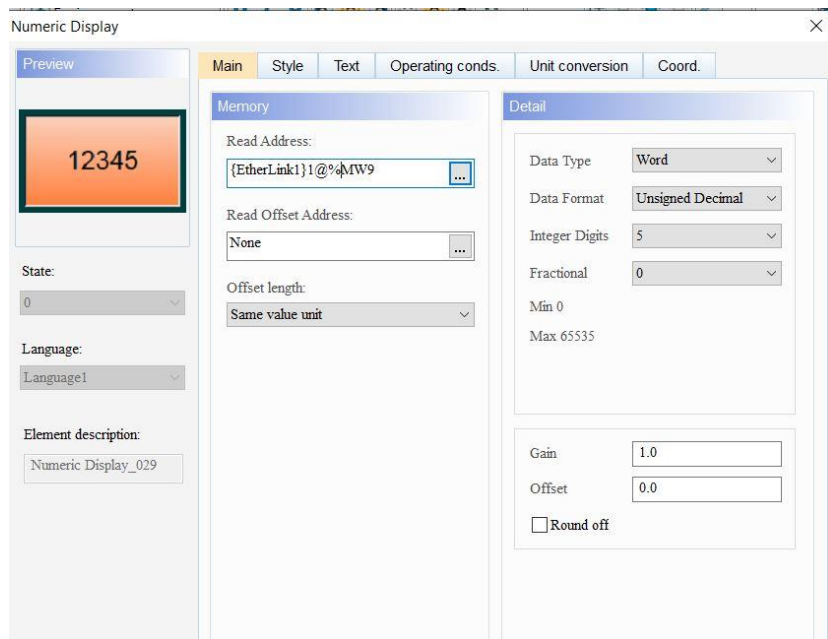 Numeric Display
Preview
12345
State:
0
Language:
Language1
Element description:
Numeric Display_029
Main Style Text Operating conds. Unit conversion Coord.
Memory
Read Address:
{EtherLink1}1@%MW9
...
Read Offset Address:
None
...
Offset length:
Same value unit
Detail
Data Type Word
Data Format Unsigned Decimal
Integer Digits 5
Fractional 0
Min 0
Max 65535
Gain 1.0
Offset 0.0
Round off